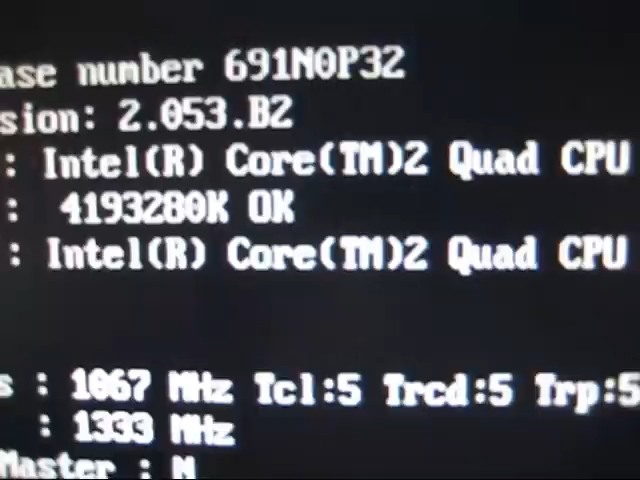 ase number 691N0P32
sion: 2.053.B2
: Intel(R) Core(TM)2 Quad CPU
: 4193280K OK
: Intel(R) Core(TM)2 Quad CPU
s : 1067 MHz Tcl:5 Trcd:5 Trp:5
: 1333 MHz
Master : N